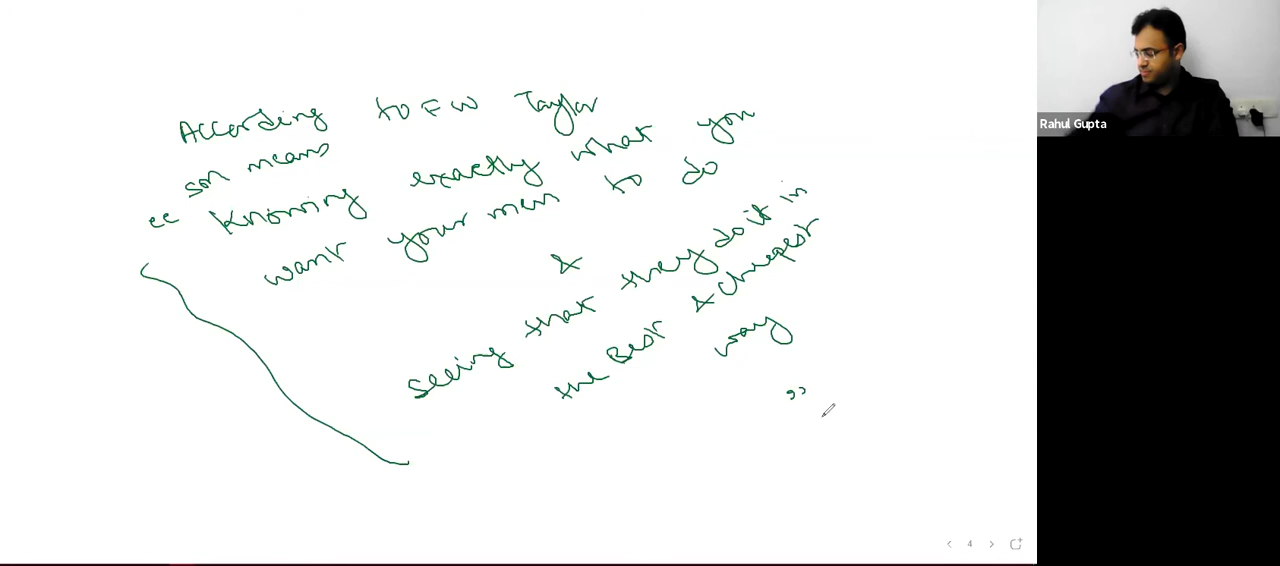 According to F W Taylor
som means
“ Knowing exactly what you
want your men to do
&
seeing that they do it in
the Best & cheapest
way
”
Rahul Gupta
4